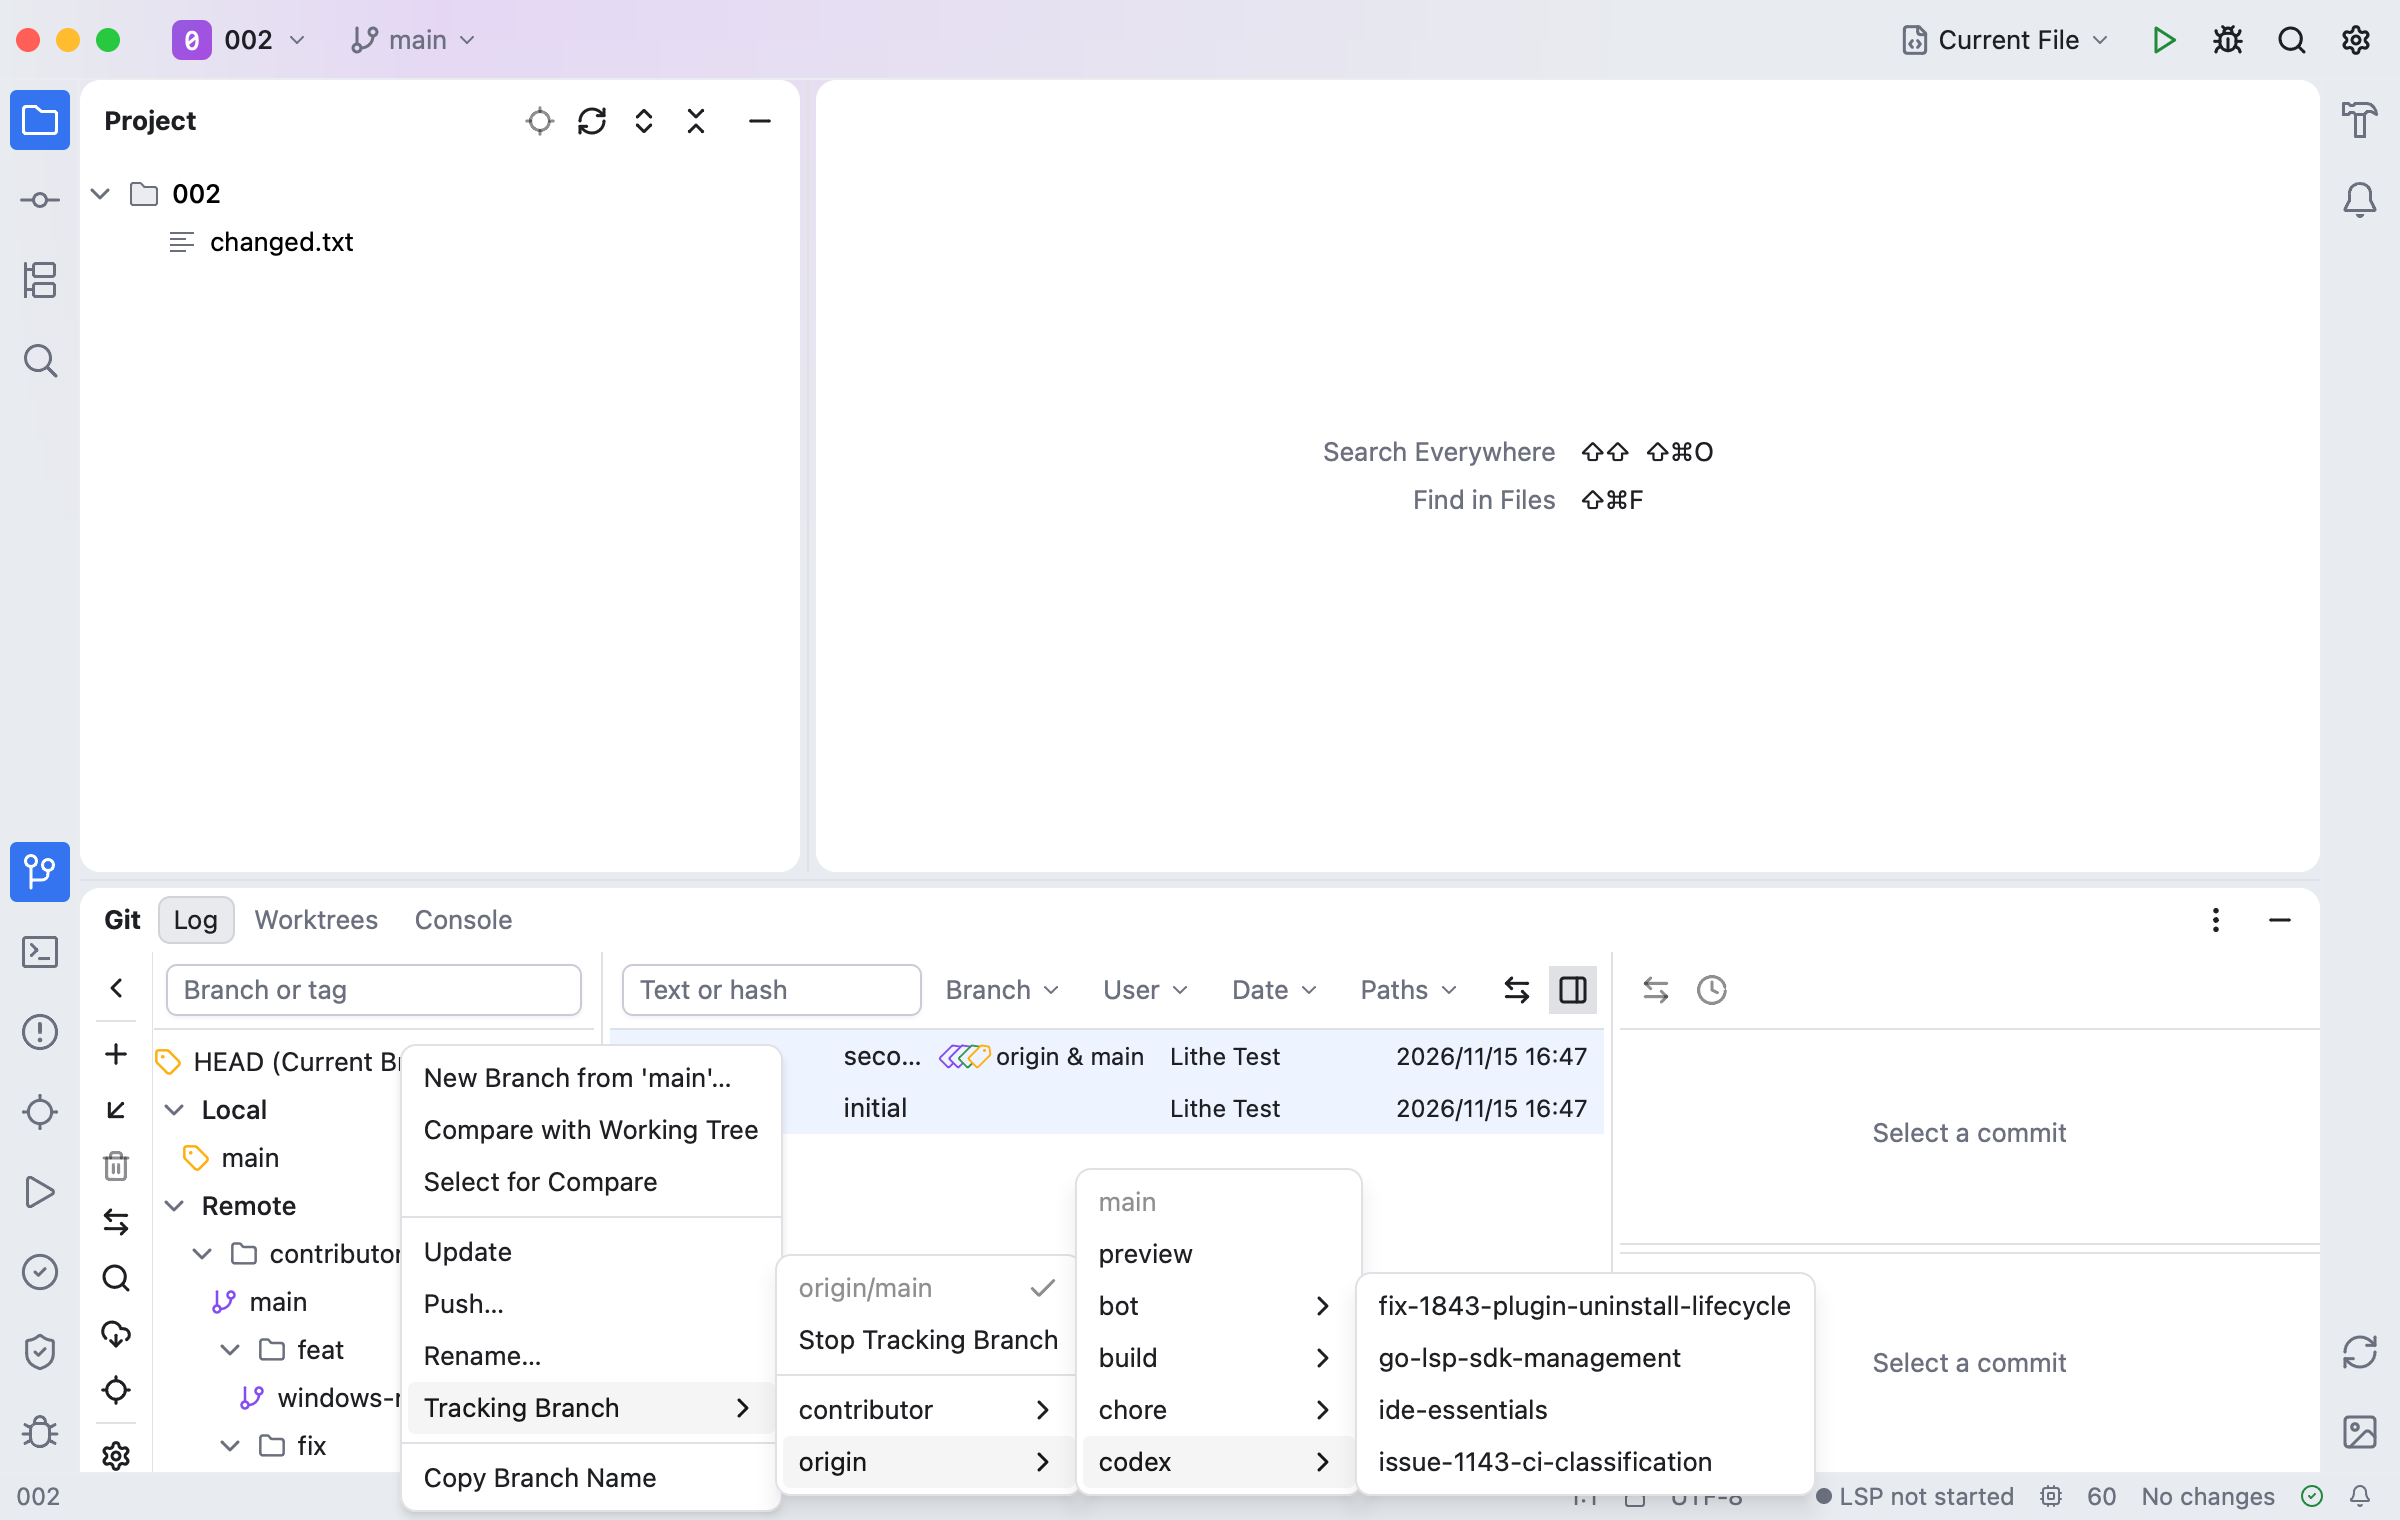 0 002 main Current File
Project
002
changed.txt
Search Everywhere ⇧⇧ ⇧⌘O
Find in Files ⇧⌘F
Git Log Worktrees Console
Branch or tag
Text or hash Branch User Date Paths
HEAD (Current Br
Local
main
Remote
contributor
main
feat
windows-r
fix
seco... origin & main Lithe Test 2026/11/15 16:47
initial Lithe Test 2026/11/15 16:47
Select a commit
Select a commit
New Branch from 'main'...
Compare with Working Tree
Select for Compare
Update
Push...
Rename...
Tracking Branch
Copy Branch Name
origin/main
Stop Tracking Branch
contributor
origin
main
preview
bot
build
chore
codex
fix-1843-plugin-uninstall-lifecycle
go-lsp-sdk-management
ide-essentials
issue-1143-ci-classification
002 1:1 UTF-8 LSP not started 60 No changes